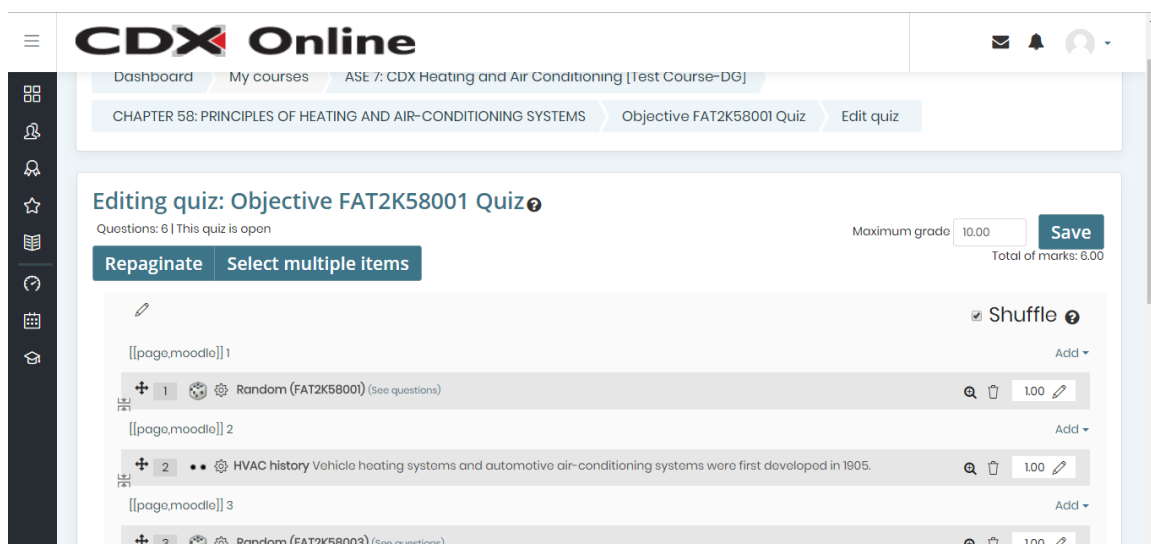 CDX Online
Dashboard My courses ASE 7: CDX Heating and Air Conditioning [Test Course-DG]
CHAPTER 58: PRINCIPLES OF HEATING AND AIR-CONDITIONING SYSTEMS Objective FAT2K58001 Quiz Edit quiz
Editing quiz: Objective FAT2K58001 Quiz
Questions: 6 | This quiz is open
Maximum grade 10.00 Save
Repaginate Select multiple items
Total of marks: 6.00
Shuffle
[[page,moodle]] 1 Add
1 Random (FAT2K58001) (See questions) 1.00
[[page,moodle]] 2 Add
2 HVAC history Vehicle heating systems and automotive air-conditioning systems were first developed in 1905. 1.00
[[page,moodle]] 3 Add
3 Random (FAT2K58003) (See questions) 1.00